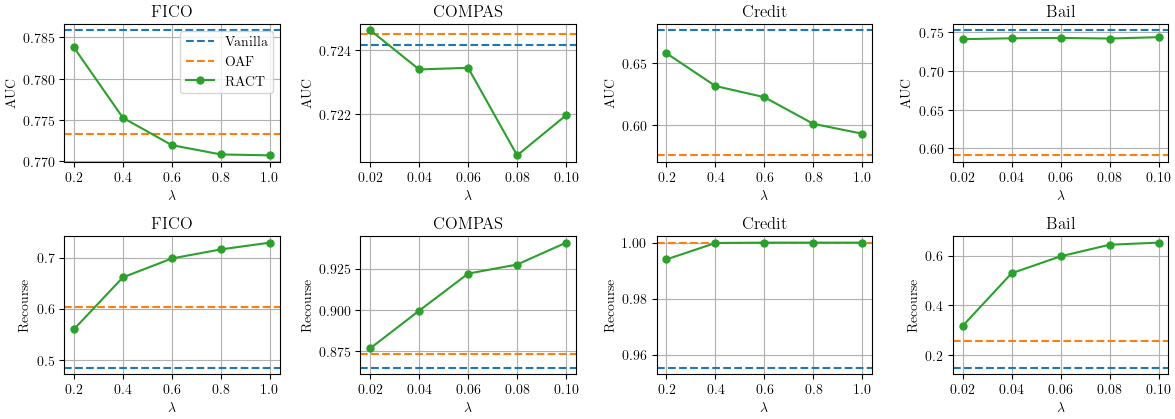 FICO
AUC
0.785
0.780
0.775
0.770
0.2 0.4 0.6 0.8 1.0
λ
Vanilla
OAF
RACT
COMPAS
AUC
0.724
0.722
0.02 0.04 0.06 0.08 0.10
λ
Credit
AUC
0.65
0.60
0.2 0.4 0.6 0.8 1.0
λ
Bail
AUC
0.75
0.70
0.65
0.60
0.02 0.04 0.06 0.08 0.10
λ
FICO
Recourse
0.7
0.6
0.5
0.2 0.4 0.6 0.8 1.0
λ
COMPAS
Recourse
0.925
0.900
0.875
0.02 0.04 0.06 0.08 0.10
λ
Credit
Recourse
1.00
0.98
0.96
0.2 0.4 0.6 0.8 1.0
λ
Bail
Recourse
0.6
0.4
0.2
0.02 0.04 0.06 0.08 0.10
λ